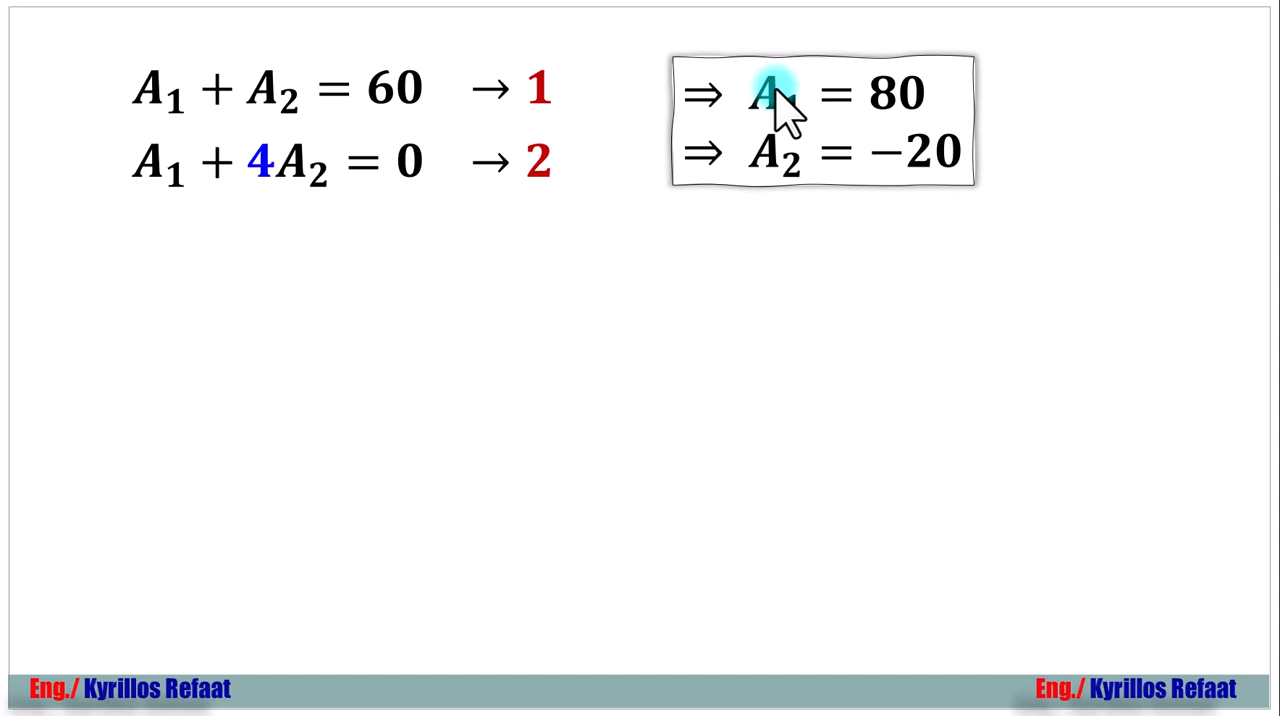 A₁ + A₂ = 60 → 1
A₁ + 4A₂ = 0 → 2
⇒ A₁ = 80
⇒ A₂ = −20
Eng./ Kyrillos Refaat
Eng./ Kyrillos Refaat